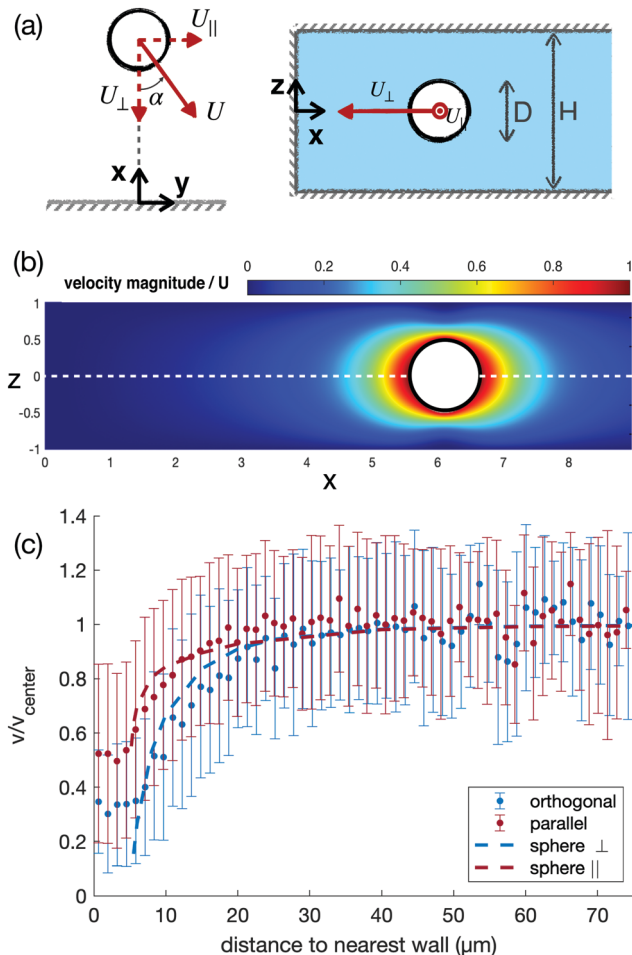 (a)
U∥
U⊥ α U
x
y
z
x
U⊥ U∥ D H
(b)
velocity magnitude / U
0 0.2 0.4 0.6 0.8 1
1
0.5
z 0
-0.5
-1
0 1 2 3 4 5 6 7 8
x
(c)
1.4
1.2
1
0.8
0.6
0.4
0.2
0
v/vcenter
0 10 20 30 40 50 60 70
distance to nearest wall (μm)
orthogonal
parallel
sphere ⊥
sphere ||